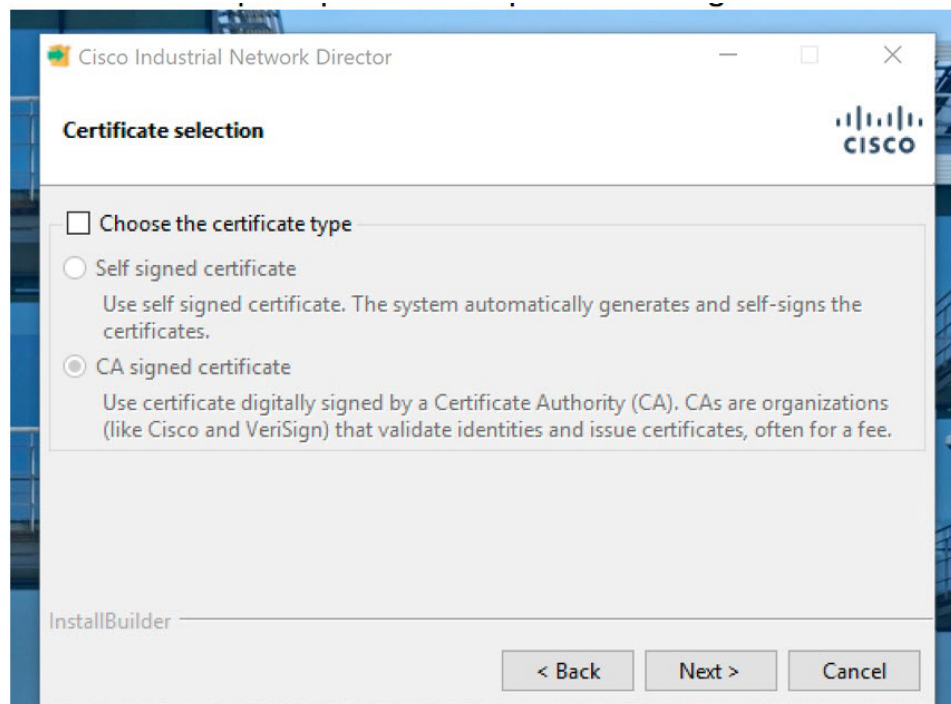 Cisco Industrial Network Director
Certificate selection
CISCO
Choose the certificate type
Self signed certificate
Use self signed certificate. The system automatically generates and self-signs the
certificates.
CA signed certificate
Use certificate digitally signed by a Certificate Authority (CA). CAs are organizations
(like Cisco and VeriSign) that validate identities and issue certificates, often for a fee.
InstallBuilder
< Back
Next >
Cancel